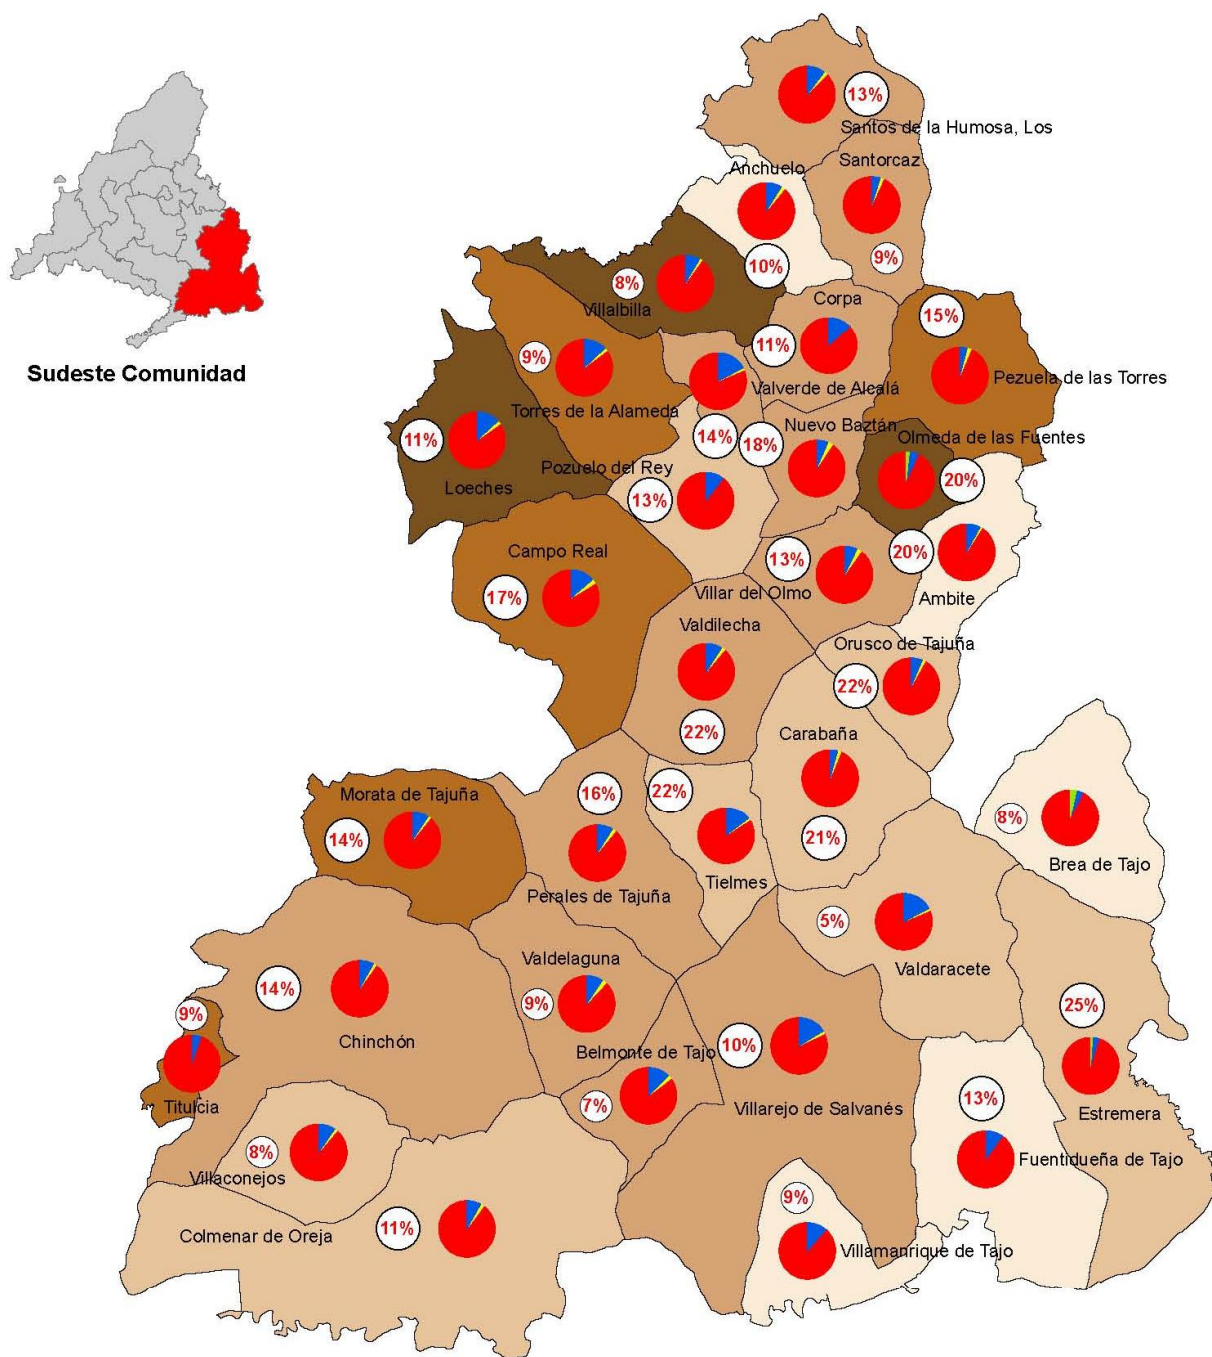 13%
Santos de la Humosa, Los
Anchuelo
Santorcaz
9%
10%
8%
Villalbilla
Corpa
15%
Sudeste Comunidad
9%
11%
Pezuela de las Torres
Valverde de Alcalá
Torres de la Alameda
Nuevo Baztán
Olmeda de las Fuentes
11%
14%
18%
Pozuelo del Rey
20%
Loeches
13%
Campo Real
13%
20%
17%
Villar del Olmo
Ambite
Valdilecha
Orusco de Tajuña
22%
22%
Carabaña
Morata de Tajuña
16%
22%
14%
21%
8%
Brea de Tajo
Tielmes
Perales de Tajuña
5%
Valdelaguna
Valdaracete
14%
9%
25%
9%
Chinchón
10%
Belmonte de Tajo
Titulcia
7%
Villarejo de Salvanés
13%
Estremera
8%
Villaconejos
Fuentidueña de Tajo
9%
11%
Colmenar de Oreja
Villamanrique de Tajo